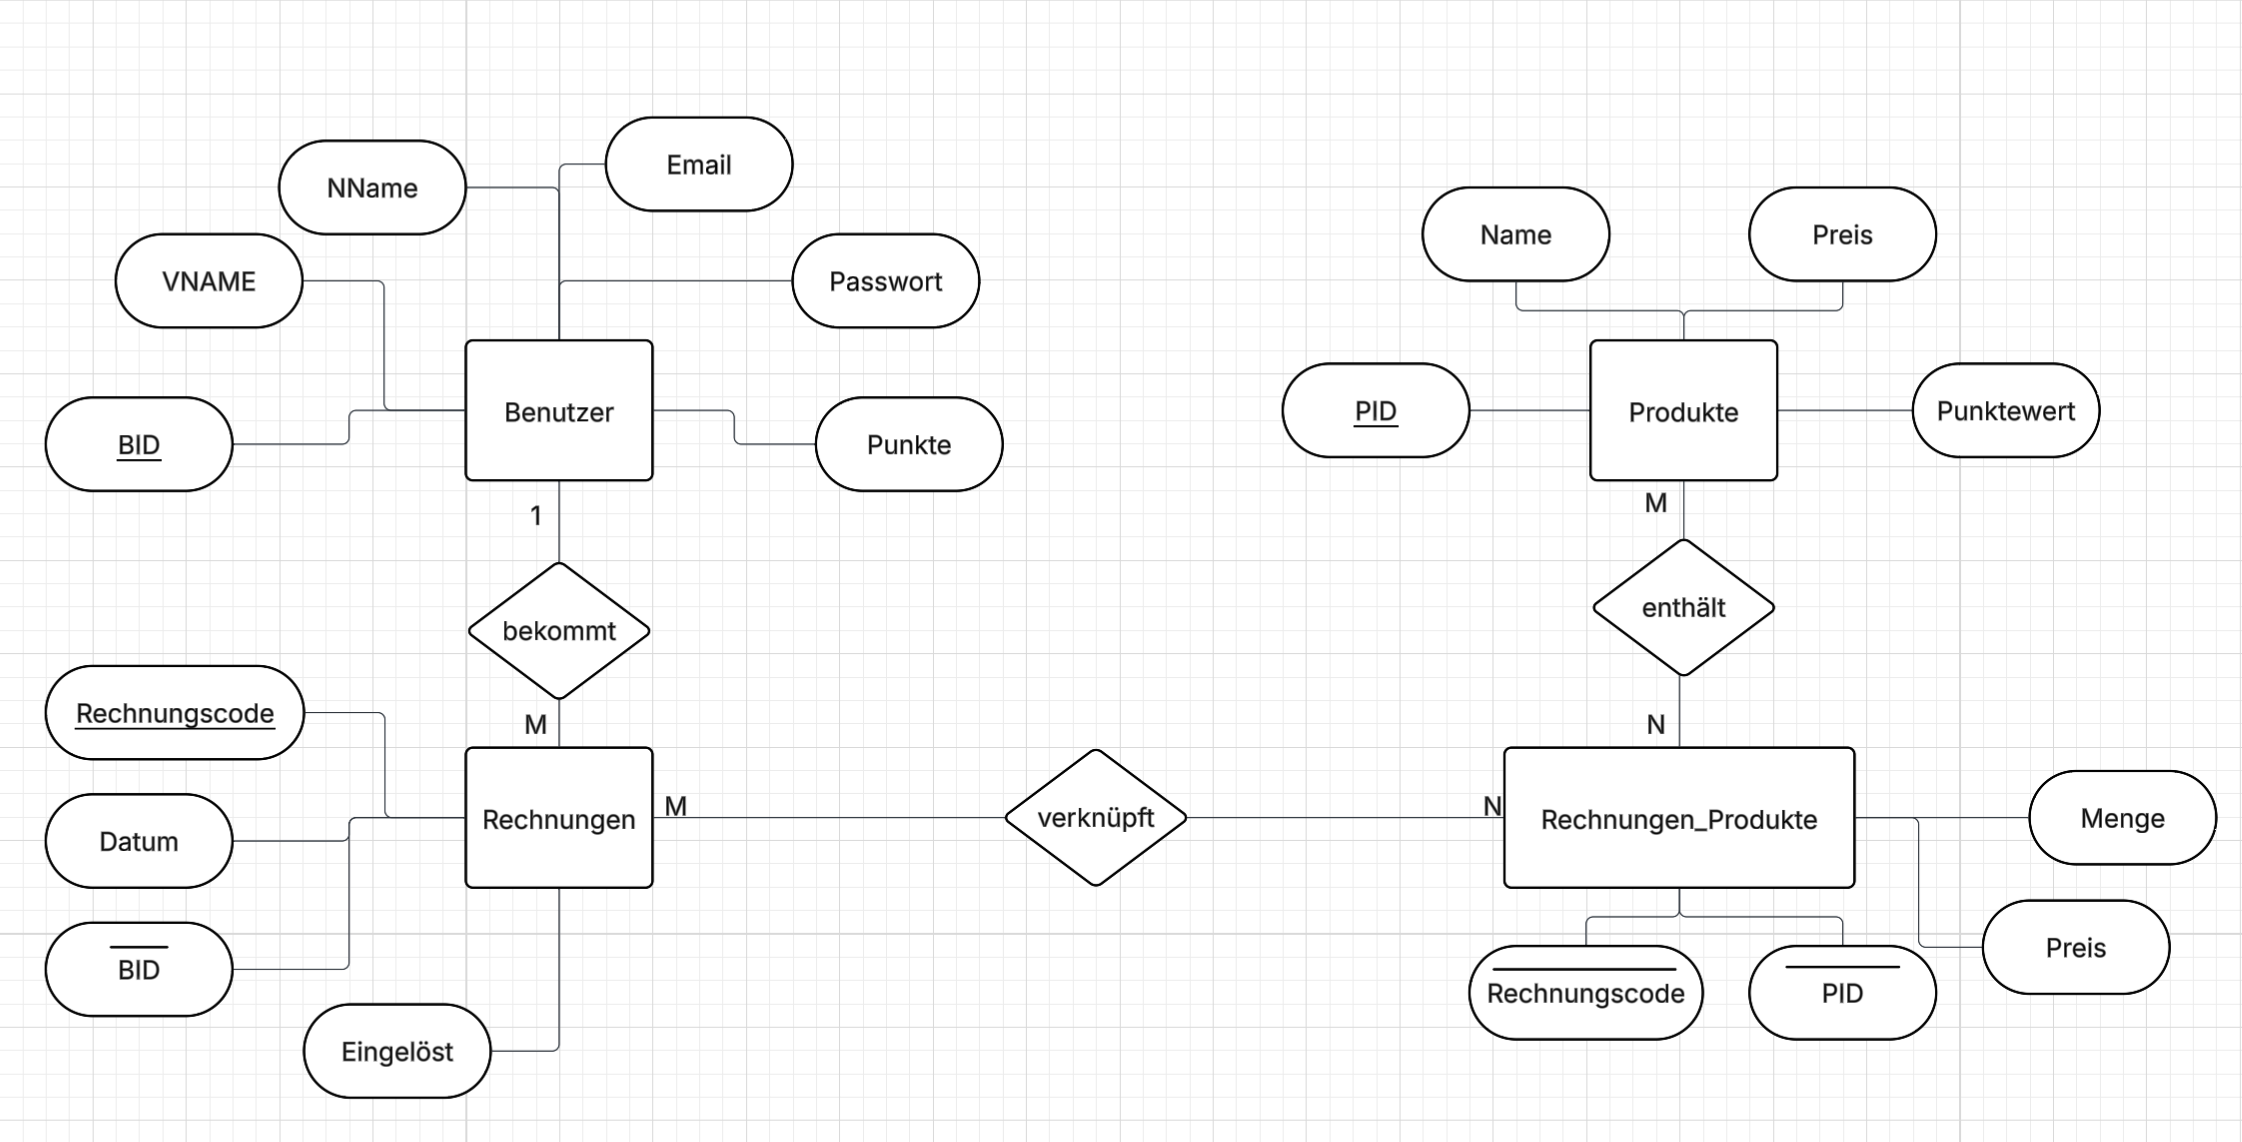 Email
NName
Name
Preis
VNAME
Passwort
PID
Produkte
Punktewert
Benutzer
BID
Punkte
M
1
enthält
bekommt
Rechnungscode
M
N
M
N
verknüpft
Rechnungen
Rechnungen_Produkte
Menge
Datum
Preis
BID
Rechnungscode
PID
Eingelöst